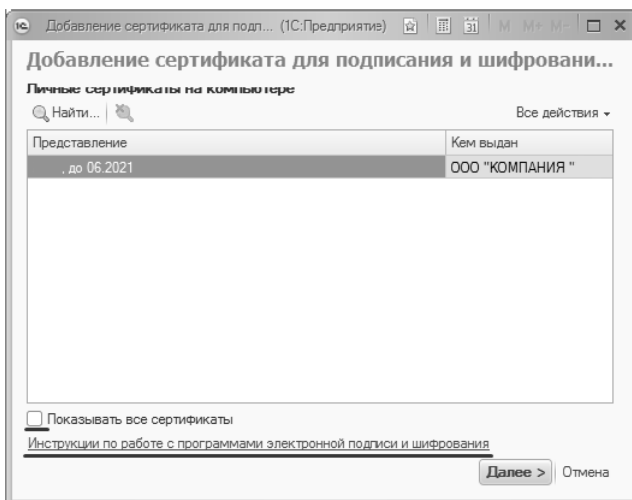 Добавление сертификата для подп... (1С:Предприятие) 31 M M+ M-
Добавление сертификата для подписания и шифровани...
Личные сертификаты на компьютере
Найти... Все действия
Представление Кем выдан
, до 06.2021 ООО "КОМПАНИЯ "
Показывать все сертификаты
Инструкции по работе с программами электронной подписи и шифрования
Далее > Отмена